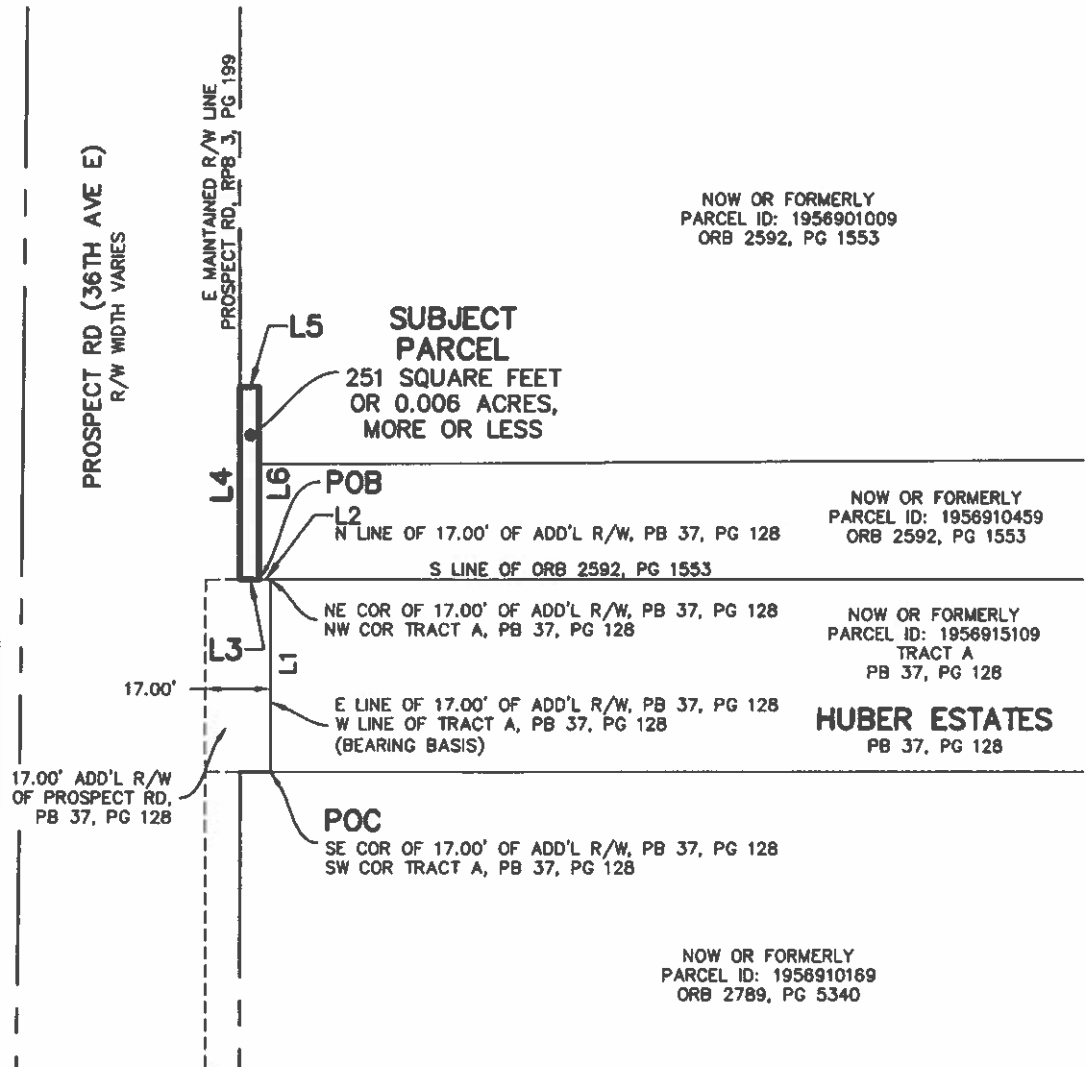 PROSPECT RD (36TH AVE E)
R/W WIDTH VARIES
E MAINTAINED R/W LINE
PROSPECT RD, RPB 3, PG 199
NOW OR FORMERLY
PARCEL ID: 1956901009
ORB 2592, PG 1553
L5
SUBJECT
PARCEL
251 SQUARE FEET
OR 0.006 ACRES,
MORE OR LESS
L4
L6
POB
L2
N LINE OF 17.00' OF ADD'L R/W, PB 37, PG 128
NOW OR FORMERLY
PARCEL ID: 1956910459
ORB 2592, PG 1553
S LINE OF ORB 2592, PG 1553
NE COR OF 17.00' OF ADD'L R/W, PB 37, PG 128
NW COR TRACT A, PB 37, PG 128
NOW OR FORMERLY
PARCEL ID: 1956915109
TRACT A
PB 37, PG 128
L3
L1
17.00'
E LINE OF 17.00' OF ADD'L R/W, PB 37, PG 128
W LINE OF TRACT A, PB 37, PG 128
(BEARING BASIS)
HUBER ESTATES
PB 37, PG 128
17.00' ADD'L R/W
OF PROSPECT RD,
PB 37, PG 128
POC
SE COR OF 17.00' OF ADD'L R/W, PB 37, PG 128
SW COR TRACT A, PB 37, PG 128
NOW OR FORMERLY
PARCEL ID: 1956910169
ORB 2789, PG 5340